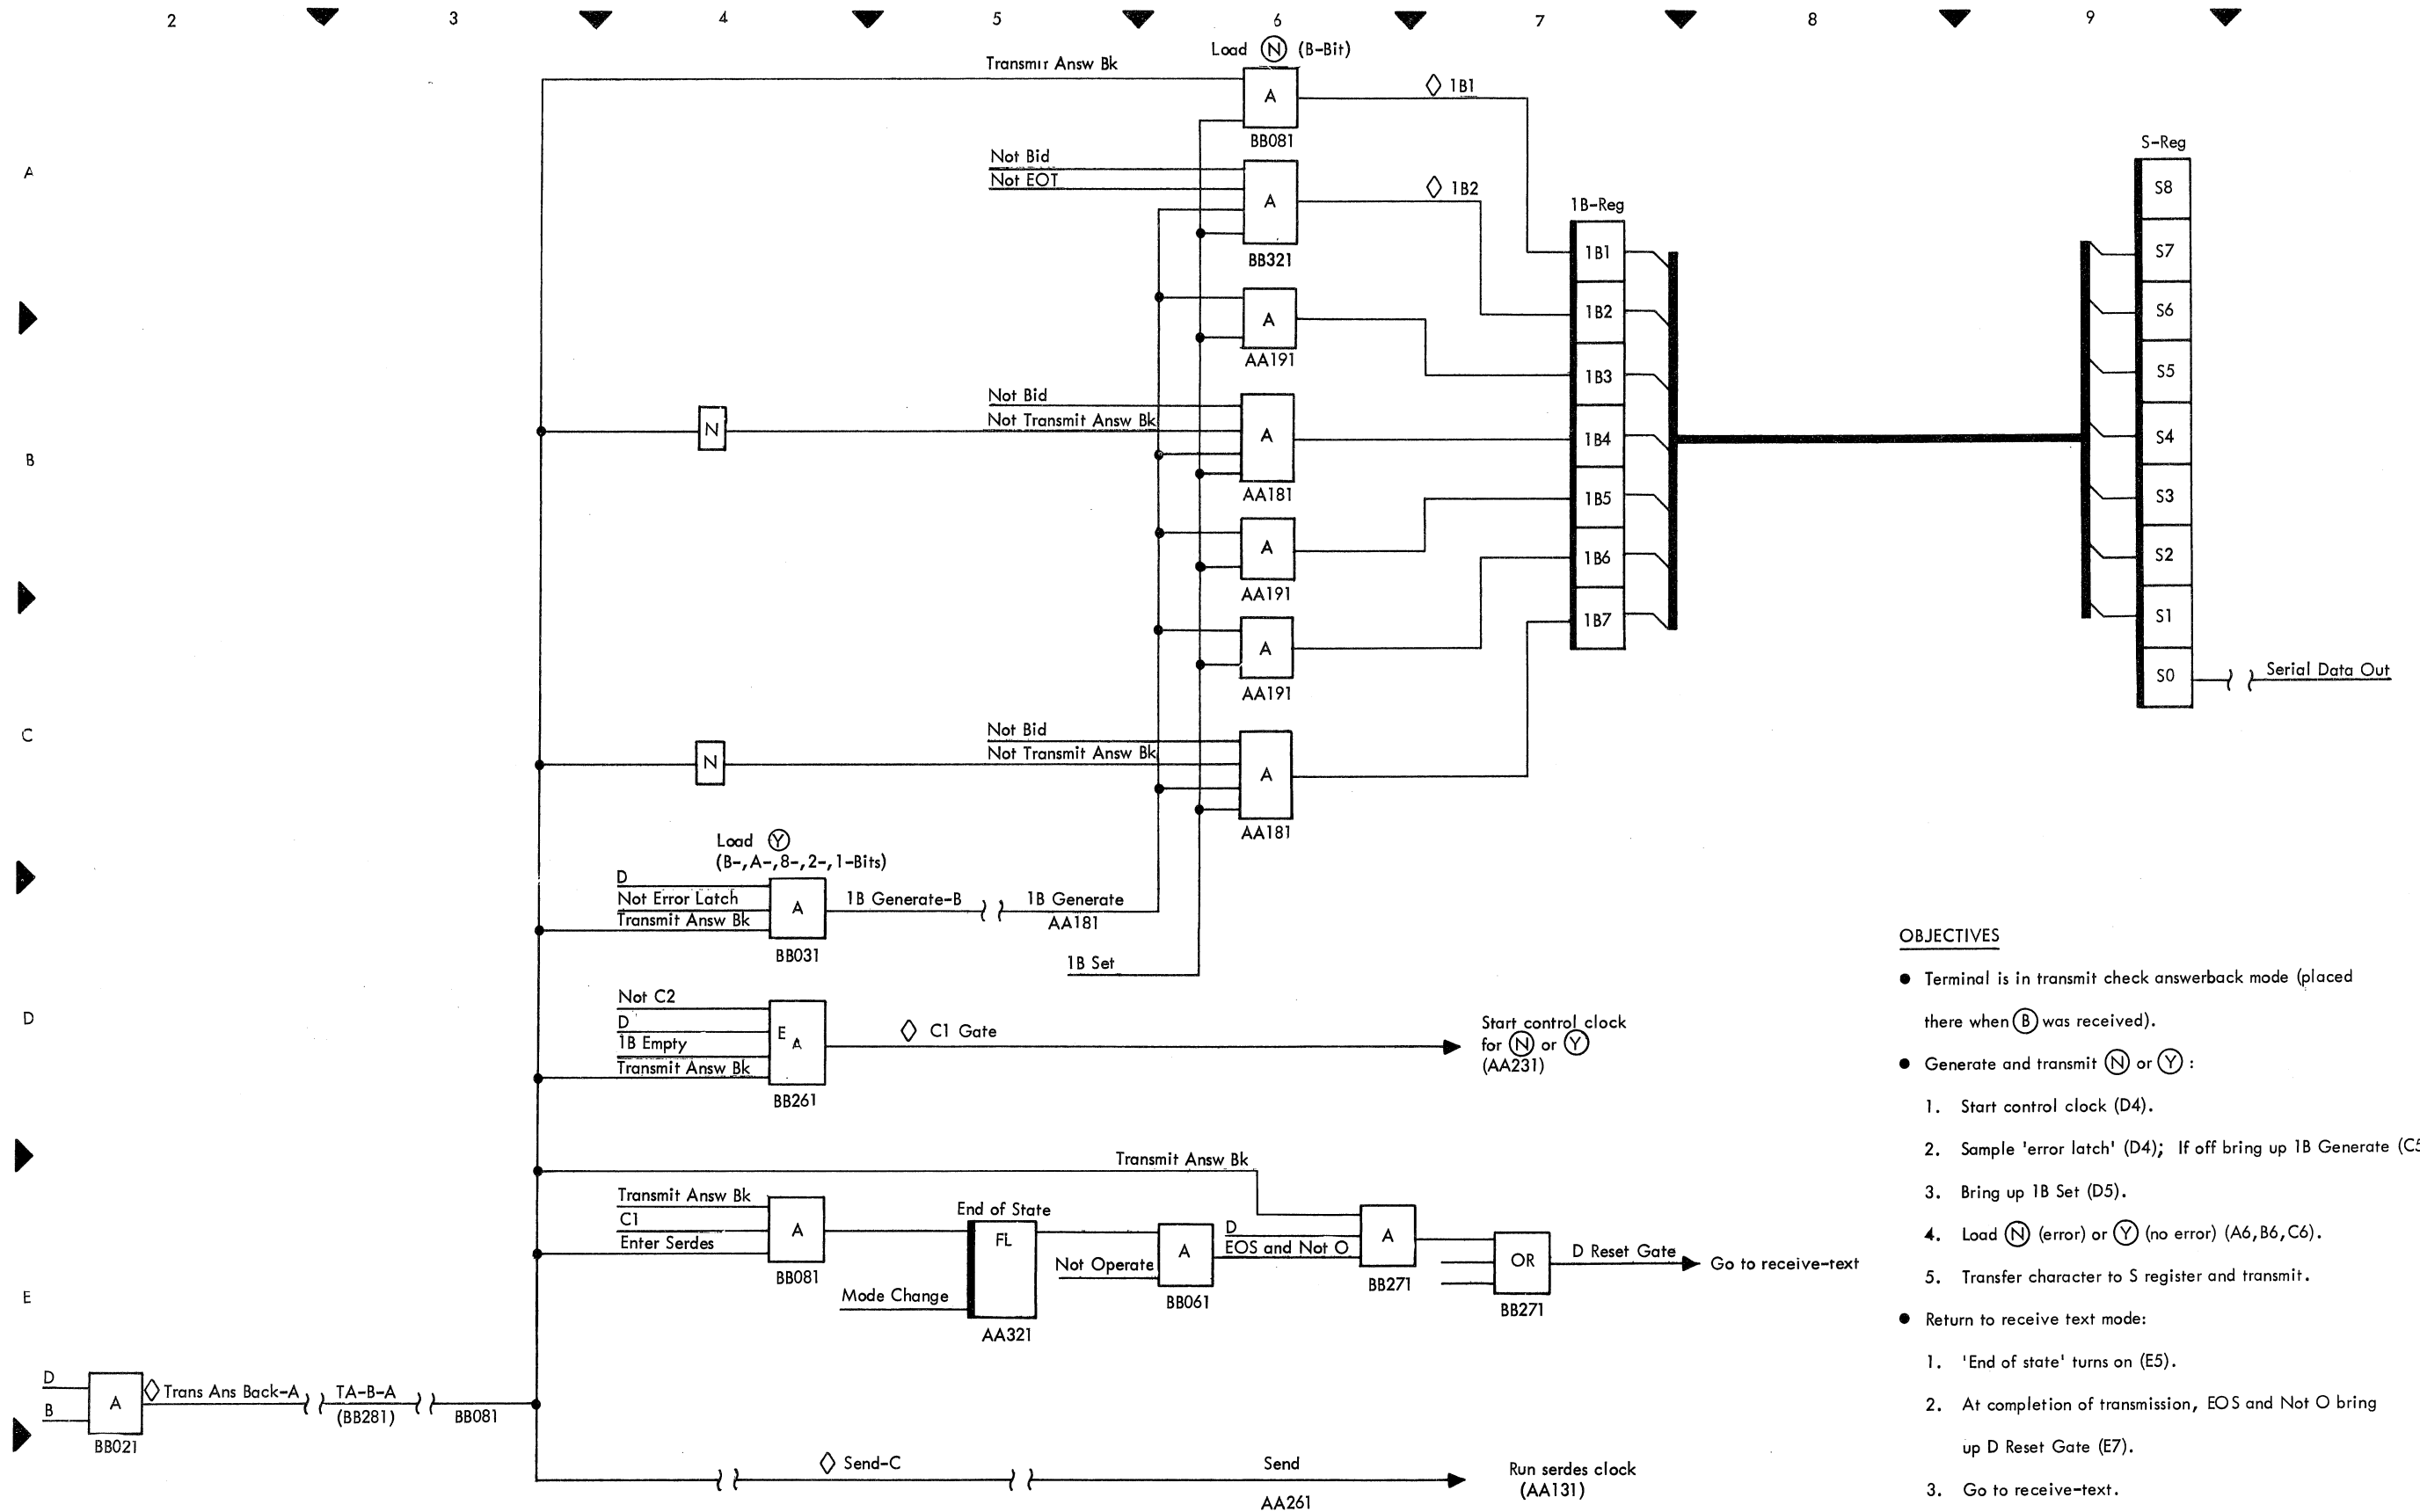 2 3 4 5 6 7 8 9
Load N (B-Bit)
Transmit Answ Bk
A
1B1
BB081
Not Bid
Not EOT
A
1B2
BB321
A
S-Reg
S8
S7
S6
S5
S4
S3
S2
S1
S0
Serial Data Out
1B-Reg
1B1
1B2
1B3
1B4
1B5
1B6
1B7
A
AA191
Not Bid
N
Not Transmit Answ Bk
A
AA181
B
A
AA191
A
AA191
C
Not Bid
N
Not Transmit Answ Bk
A
AA181
Load Y
(B-,A-,8-,2-,1-Bits)
D
Not Error Latch
Transmit Answ Bk
A
BB031
1B Generate-B
1B Generate
AA181
1B Set
D
Not C2
D
1B Empty
Transmit Answ Bk
E A
BB261
C1 Gate
Start control clock
for N or Y
(AA231)
Transmit Answ Bk
Transmit Answ Bk
C1
Enter Serdes
A
BB081
Mode Change
End of State
FL
AA321
Not Operate
A
BB061
D
EOS and Not O
A
BB271
OR
BB271
D Reset Gate
Go to receive-text
E
D
B
A
BB021
Trans Ans Back-A
TA-B-A
(BB281)
BB081
Send-C
Send
AA261
Run serdes clock
(AA131)
OBJECTIVES
● Terminal is in transmit check answerback mode (placed
there when B was received).
● Generate and transmit N or Y :
1. Start control clock (D4).
2. Sample 'error latch' (D4); If off bring up 1B Generate (C5
3. Bring up 1B Set (D5).
4. Load N (error) or Y (no error) (A6,B6,C6).
5. Transfer character to S register and transmit.
● Return to receive text mode:
1. 'End of state' turns on (E5).
2. At completion of transmission, EOS and Not O bring
up D Reset Gate (E7).
3. Go to receive-text.